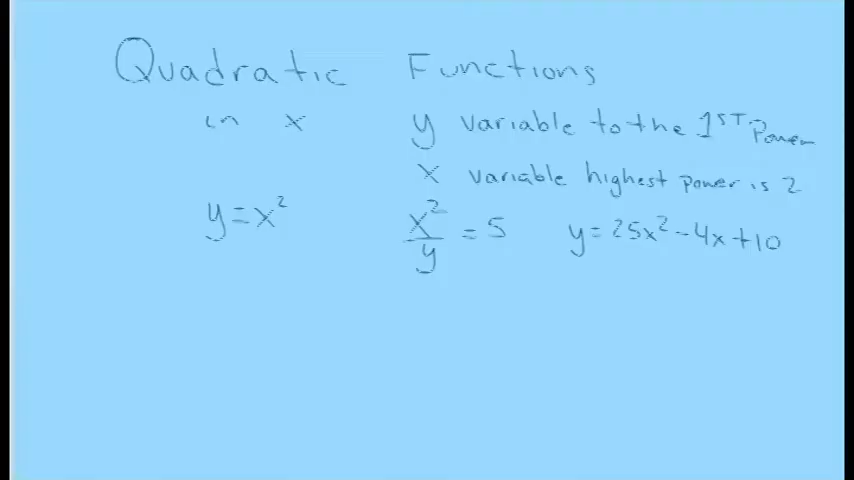 Quadratic Functions
in x y variable to the 1ST Power
x variable highest power is 2
y=x² x²/y = 5 y=25x²-4x+10